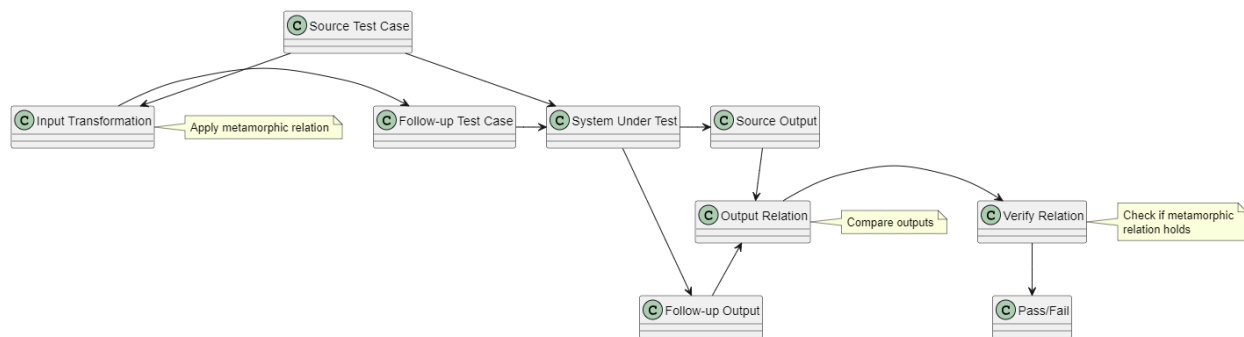 C Source Test Case
C Input Transformation
Apply metamorphic relation
C Follow-up Test Case
C System Under Test
C Source Output
C Output Relation
Compare outputs
C Verify Relation
Check if metamorphic
relation holds
C Follow-up Output
C Pass/Fail